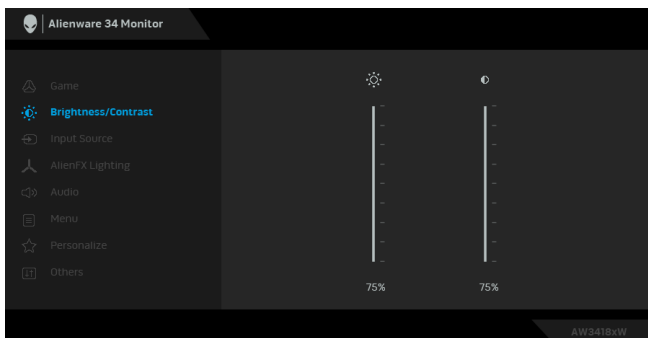 Alienware 34 Monitor
Game
Brightness/Contrast
Input Source
AlienFX Lighting
Audio
Menu
Personalize
Others
75% 75%
AW3418xW